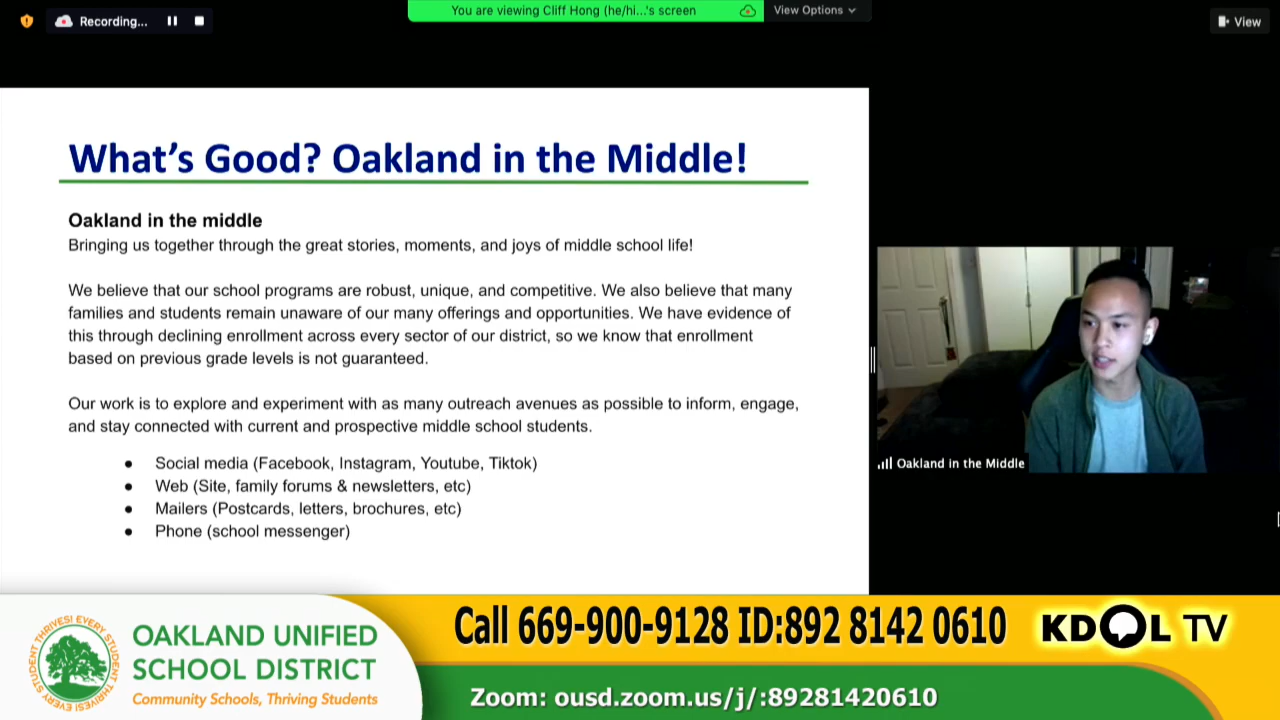 Recording...
You are viewing Cliff Hong (he/hi...'s screen
View Options
View
What's Good? Oakland in the Middle!
Oakland in the middle
Bringing us together through the great stories, moments, and joys of middle school life!
We believe that our school programs are robust, unique, and competitive. We also believe that many
families and students remain unaware of our many offerings and opportunities. We have evidence of
this through declining enrollment across every sector of our district, so we know that enrollment
based on previous grade levels is not guaranteed.
Our work is to explore and experiment with as many outreach avenues as possible to inform, engage,
and stay connected with current and prospective middle school students.
● Social media (Facebook, Instagram, Youtube, Tiktok)
● Web (Site, family forums & newsletters, etc)
● Mailers (Postcards, letters, brochures, etc)
● Phone (school messenger)
Oakland in the Middle
EVERY STUDENT THRIVES! EVERY STUDENT THRIVES!
OAKLAND UNIFIED
SCHOOL DISTRICT
Community Schools, Thriving Students
Call 669-900-9128 ID:892 8142 0610
KDOL TV
Zoom: ousd.zoom.us/j/:89281420610